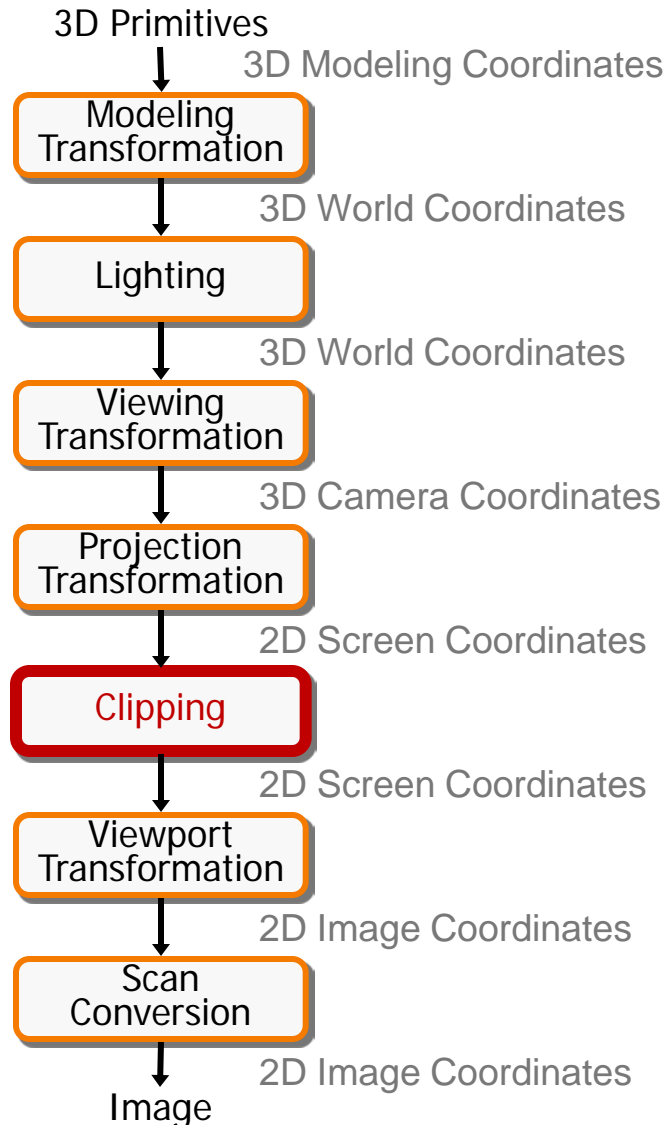 3D Primitives
3D Modeling Coordinates
Modeling
Transformation
3D World Coordinates
Lighting
3D World Coordinates
Viewing
Transformation
3D Camera Coordinates
Projection
Transformation
2D Screen Coordinates
Clipping
2D Screen Coordinates
Viewport
Transformation
2D Image Coordinates
Scan
Conversion
2D Image Coordinates
Image